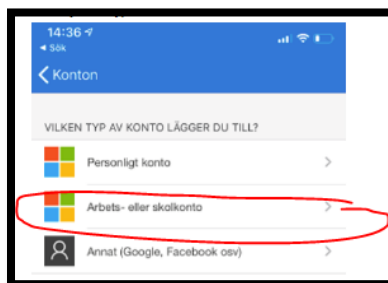 14:36
◀ Sök
Konton
VILKEN TYP AV KONTO LÄGGER DU TILL?
Personligt konto
Arbets- eller skolkonto
Annat (Google, Facebook osv)